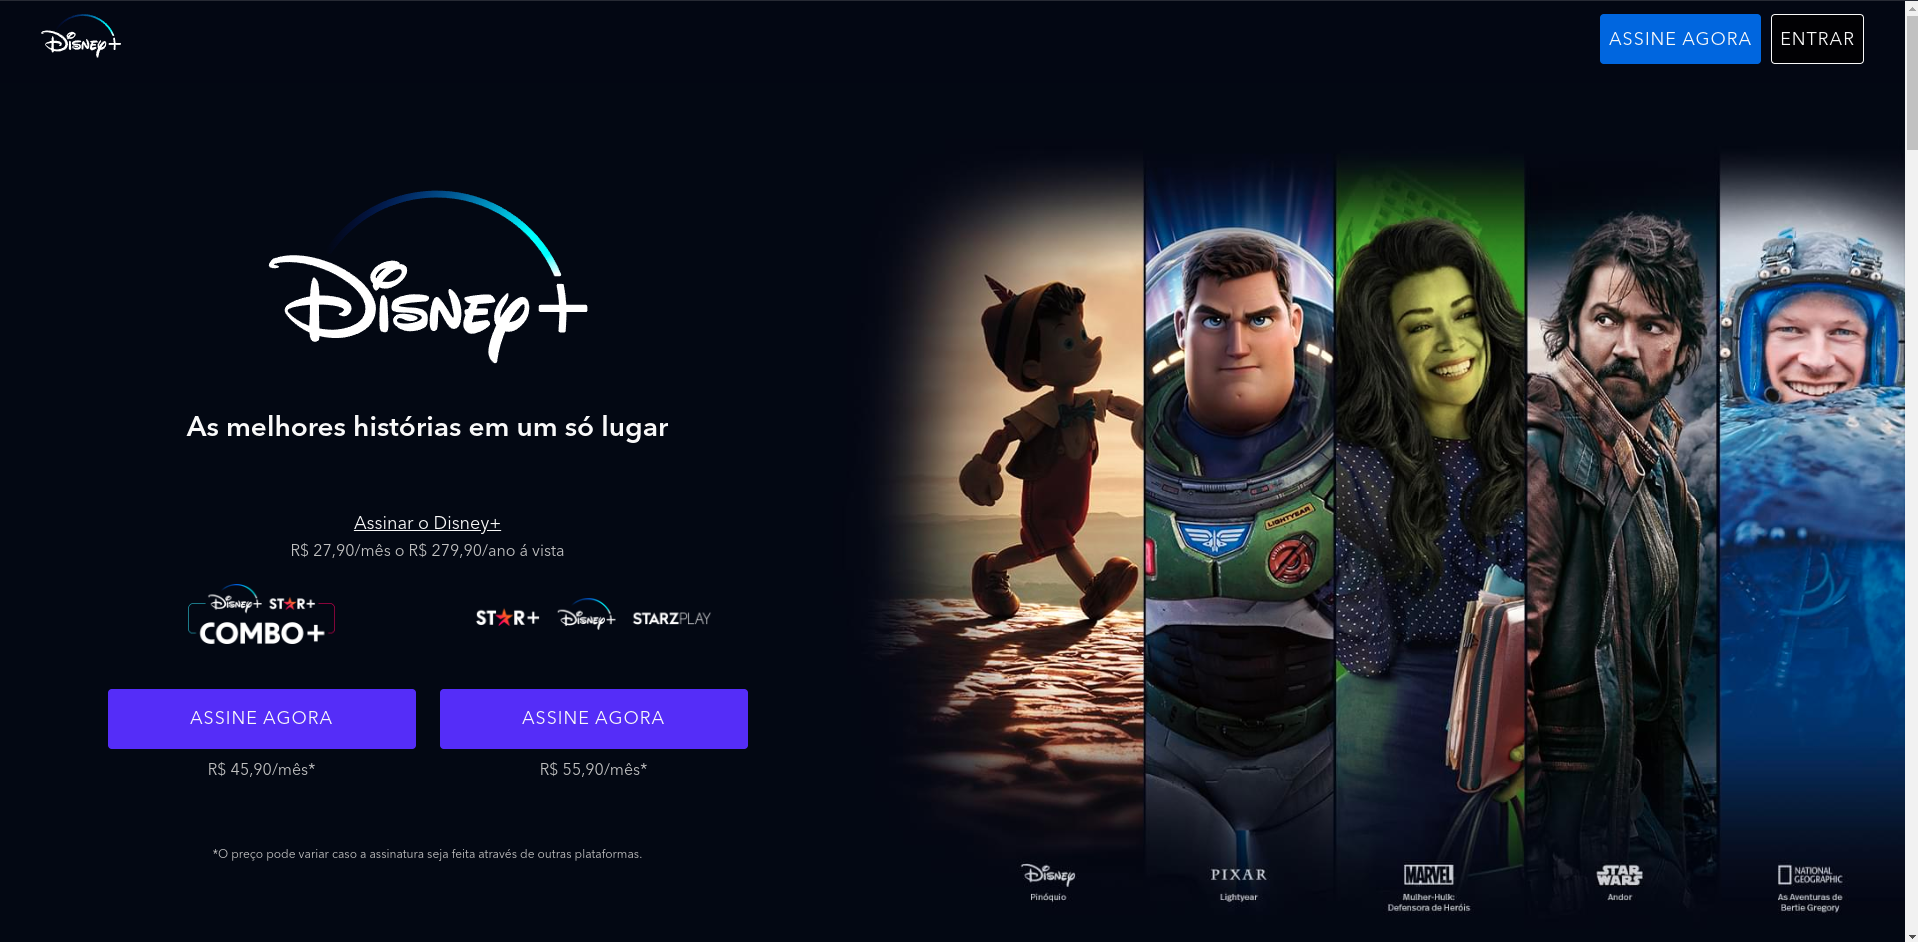 Disney+
ASSINE AGORA
ENTRAR
Disney+
As melhores histórias em um só lugar
Assinar o Disney+
R$ 27,90/mês o R$ 279,90/ano á vista
Disney+ STAR+
COMBO+
STAR+ Disney+ STARZPLAY
ASSINE AGORA
ASSINE AGORA
R$ 45,90/mês*
R$ 55,90/mês*
*O preço pode variar caso a assinatura seja feita através de outras plataformas.
LIGHTYEAR
Disney
Pinóquio
PIXAR
Lightyear
MARVEL
Mulher-Hulk:
Defensora de Heróis
STAR WARS
Andor
NATIONAL GEOGRAPHIC
As Aventuras de
Bertie Gregory